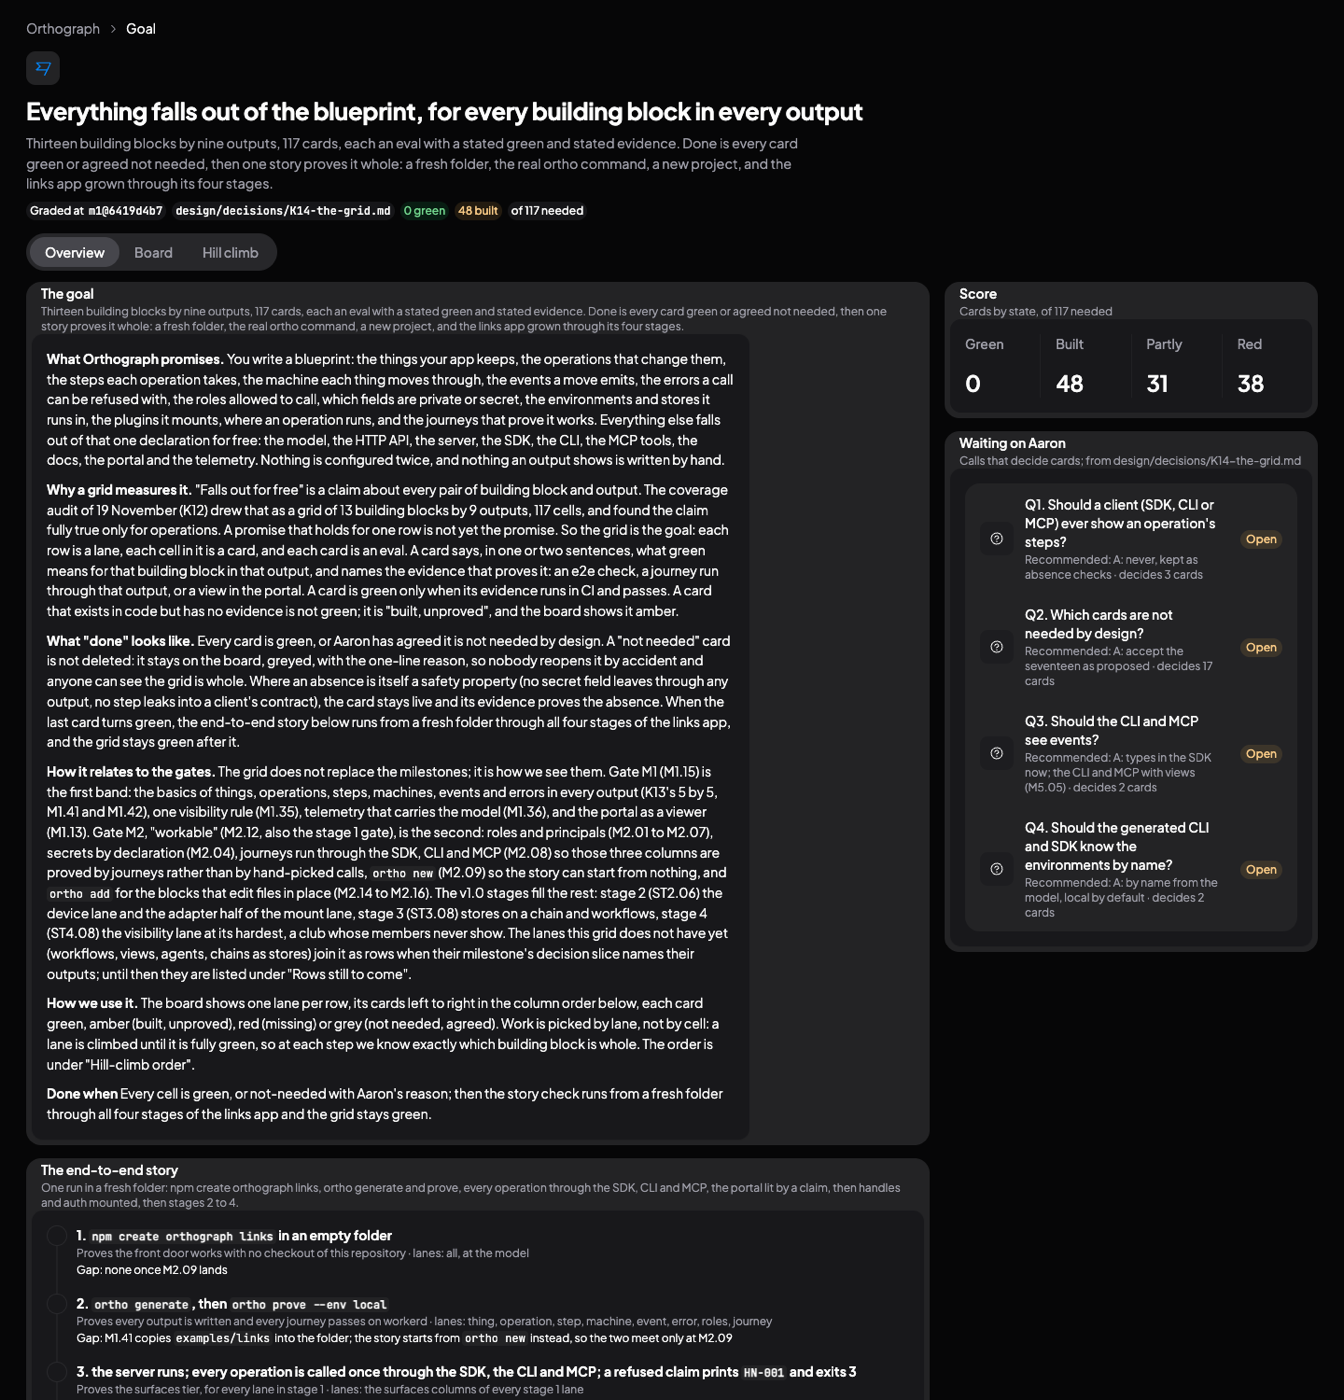 Orthograph > Goal
Everything falls out of the blueprint, for every building block in every output
Thirteen building blocks by nine outputs, 117 cards, each an eval with a stated green and stated evidence. Done is every card
green or agreed not needed, then one story proves it whole: a fresh folder, the real ortho command, a new project, and the
links app grown through its four stages.
Graded at m1@6419d4b7 design/decisions/K14-the-grid.md 0 green 48 built of 117 needed
Overview Board Hill climb
The goal
Thirteen building blocks by nine outputs, 117 cards, each an eval with a stated green and stated evidence. Done is every card green or agreed not needed, then one
story proves it whole: a fresh folder, the real ortho command, a new project, and the links app grown through its four stages.
What Orthograph promises. You write a blueprint: the things your app keeps, the operations that change them,
the steps each operation takes, the machine each thing moves through, the events a move emits, the errors a call
can be refused with, the roles allowed to call, which fields are private or secret, the environments and stores it
runs in, the plugins it mounts, where an operation runs, and the journeys that prove it works. Everything else falls
out of that one declaration for free: the model, the HTTP API, the server, the SDK, the CLI, the MCP tools, the
docs, the portal and the telemetry. Nothing is configured twice, and nothing an output shows is written by hand.
Why a grid measures it. "Falls out for free" is a claim about every pair of building block and output. The coverage
audit of 19 November (K12) drew that as a grid of 13 building blocks by 9 outputs, 117 cells, and found the claim
fully true only for operations. A promise that holds for one row is not yet the promise. So the grid is the goal: each
row is a lane, each cell in it is a card, and each card is an eval. A card says, in one or two sentences, what green
means for that building block in that output, and names the evidence that proves it: an e2e check, a journey run
through that output, or a view in the portal. A card is green only when its evidence runs in CI and passes. A card
that exists in code but has no evidence is not green; it is "built, unproved", and the board shows it amber.
What "done" looks like. Every card is green, or Aaron has agreed it is not needed by design. A "not needed" card
is not deleted: it stays on the board, greyed, with the one-line reason, so nobody reopens it by accident and
anyone can see the grid is whole. Where an absence is itself a safety property (no secret field leaves through any
output, no step leaks into a client's contract), the card stays live and its evidence proves the absence. When the
last card turns green, the end-to-end story below runs from a fresh folder through all four stages of the links app,
and the grid stays green after it.
How it relates to the gates. The grid does not replace the milestones; it is how we see them. Gate M1 (M1.15) is
the first band: the basics of things, operations, steps, machines, events and errors in every output (K13's 5 by 5,
M1.41 and M1.42), one visibility rule (M1.35), telemetry that carries the model (M1.36), and the portal as a viewer
(M1.13). Gate M2, "workable" (M2.12, also the stage 1 gate), is the second: roles and principals (M2.01 to M2.07),
secrets by declaration (M2.04), journeys run through the SDK, CLI and MCP (M2.08) so those three columns are
proved by journeys rather than by hand-picked calls, ortho new (M2.09) so the story can start from nothing, and
ortho add for the blocks that edit files in place (M2.14 to M2.16). The v1.0 stages fill the rest: stage 2 (ST2.06) the
device lane and the adapter half of the mount lane, stage 3 (ST3.08) stores on a chain and workflows, stage 4
(ST4.08) the visibility lane at its hardest, a club whose members never show. The lanes this grid does not have yet
(workflows, views, agents, chains as stores) join it as rows when their milestone's decision slice names their
outputs; until then they are listed under "Rows still to come".
How we use it. The board shows one lane per row, its cards left to right in the column order below, each card
green, amber (built, unproved), red (missing) or grey (not needed, agreed). Work is picked by lane, not by cell: a
lane is climbed until it is fully green, so at each step we know exactly which building block is whole. The order is
under "Hill-climb order".
Done when Every cell is green, or not-needed with Aaron's reason; then the story check runs from a fresh folder
through all four stages of the links app and the grid stays green.
The end-to-end story
One run in a fresh folder: npm create orthograph links, ortho generate and prove, every operation through the SDK, CLI and MCP, the portal lit by a claim, then handles
and auth mounted, then stages 2 to 4.
1. npm create orthograph links in an empty folder
Proves the front door works with no checkout of this repository · lanes: all, at the model
Gap: none once M2.09 lands
2. ortho generate, then ortho prove --env local
Proves every output is written and every journey passes on workerd · lanes: thing, operation, step, machine, event, error, roles, journey
Gap: M1.41 copies examples/links into the folder; the story starts from ortho new instead, so the two meet only at M2.09
3. the server runs; every operation is called once through the SDK, the CLI and MCP; a refused claim prints HN-001 and exits 3
Proves the surfaces tier, for every lane in stage 1 · lanes: the surfaces columns of every stage 1 lane
Score
Cards by state, of 117 needed
Green Built Partly Red
0 48 31 38
Waiting on Aaron
Calls that decide cards; from design/decisions/K14-the-grid.md
Q1. Should a client (SDK, CLI or
MCP) ever show an operation's
steps?
Open
Recommended: A: never, kept as
absence checks · decides 3 cards
Q2. Which cards are not
needed by design?
Open
Recommended: A: accept the
seventeen as proposed · decides 17
cards
Q3. Should the CLI and MCP
see events?
Open
Recommended: A: types in the SDK
now; the CLI and MCP with views
(M5.05) · decides 2 cards
Q4. Should the generated CLI
and SDK know the
environments by name?
Open
Recommended: A: by name from the
model, local by default · decides 2
cards